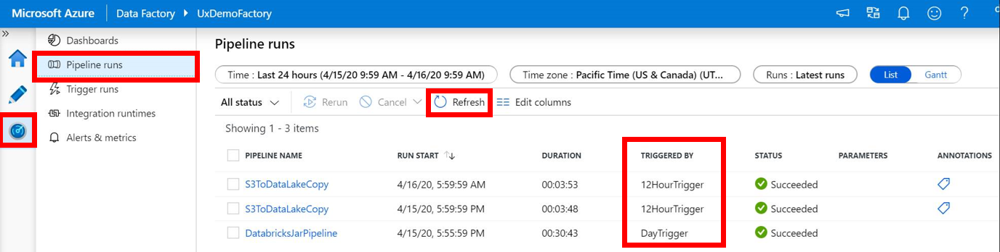 Microsoft Azure Data Factory UxDemoFactory
»
Dashboards
Pipeline runs
Trigger runs
Integration runtimes
Alerts & metrics
Pipeline runs
Time : Last 24 hours (4/15/20 9:59 AM - 4/16/20 9:59 AM) Time zone : Pacific Time (US & Canada) (UT... Runs : Latest runs List Gantt
All status Rerun Cancel Refresh Edit columns
Showing 1 - 3 items
PIPELINE NAME RUN START ↑↓ DURATION TRIGGERED BY STATUS PARAMETERS ANNOTATIONS
S3ToDataLakeCopy 4/16/20, 5:59:59 AM 00:03:53 12HourTrigger Succeeded
S3ToDataLakeCopy 4/15/20, 5:59:59 PM 00:03:48 12HourTrigger Succeeded
DatabricksJarPipeline 4/15/20, 5:55:59 PM 00:30:43 DayTrigger Succeeded